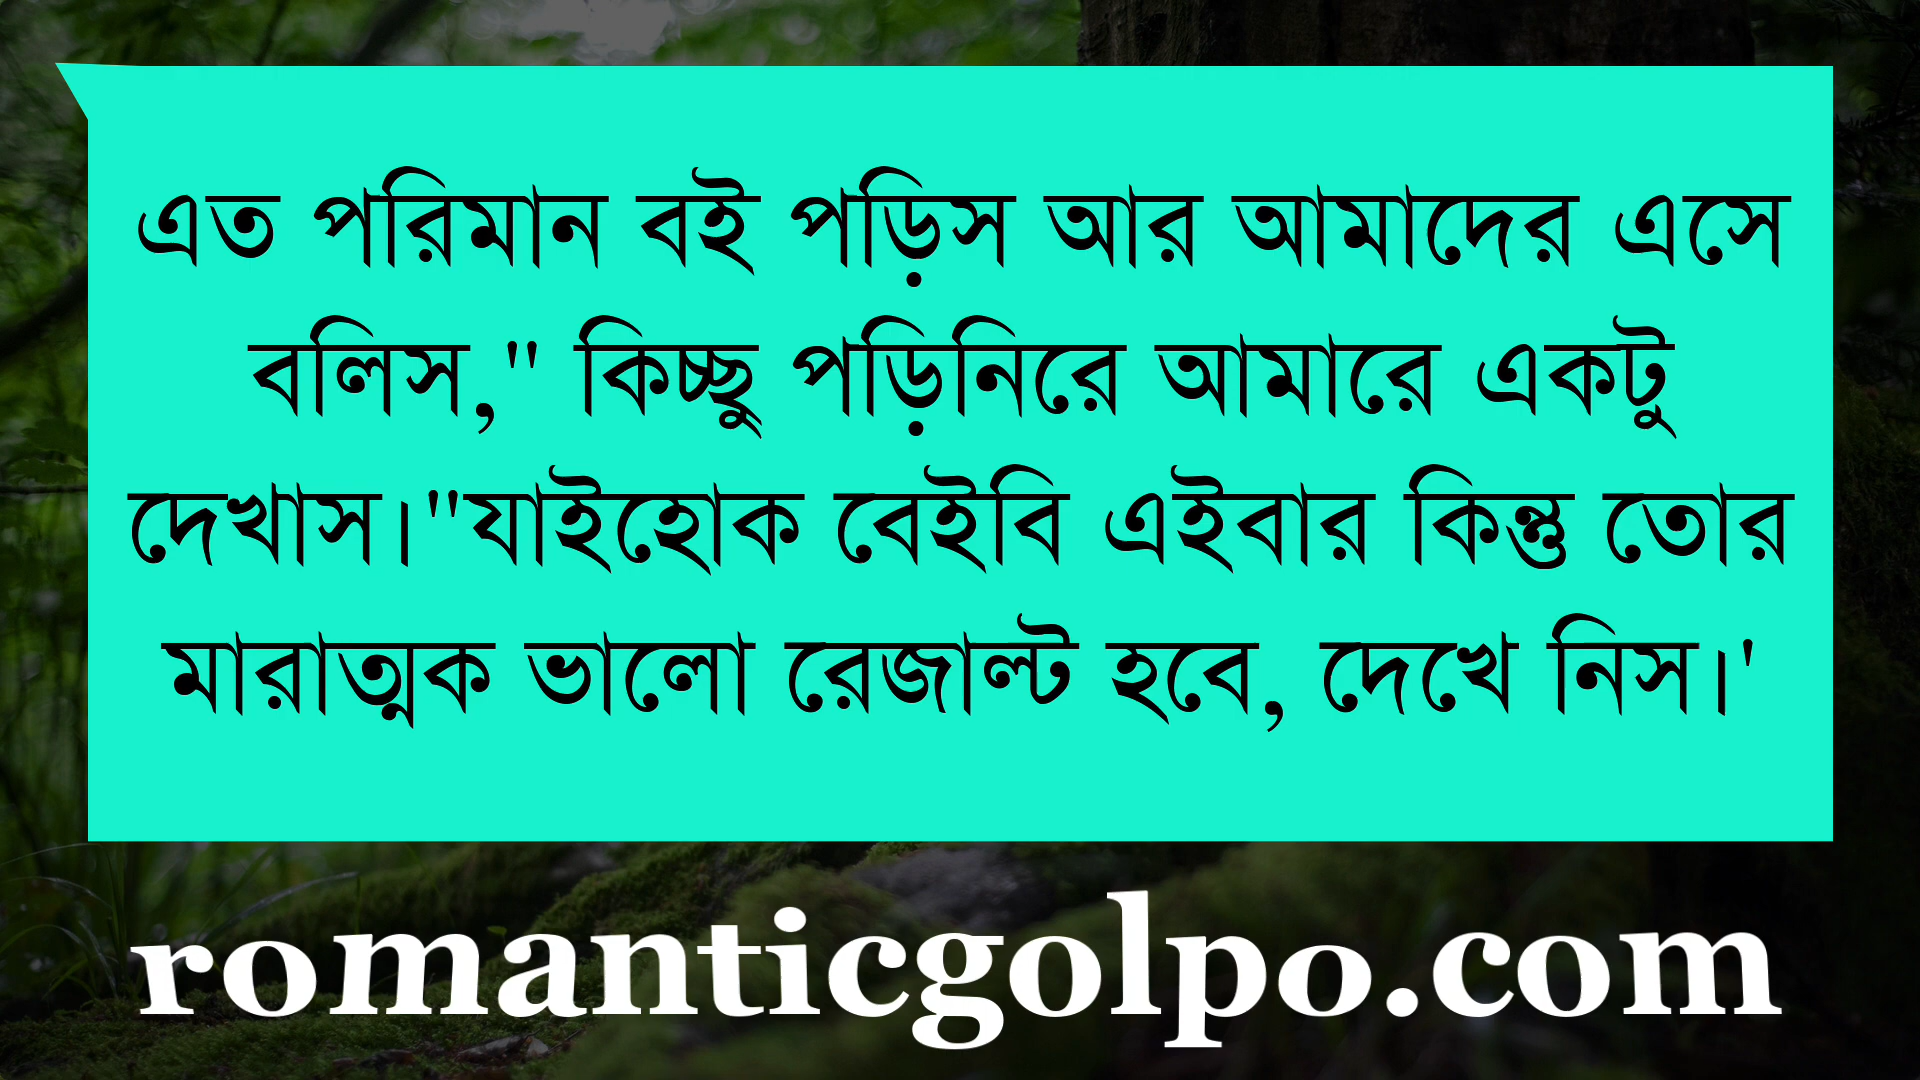 এত পরিমান বই পড়িস আর আমাদের এসে
বলিস," কিচ্ছু পড়িনিরে আমারে একটু
দেখাস।"যাইহোক বেইবি এইবার কিন্তু তোর
মারাত্মক ভালো রেজাল্ট হবে, দেখে নিস।'
romanticgolpo.com